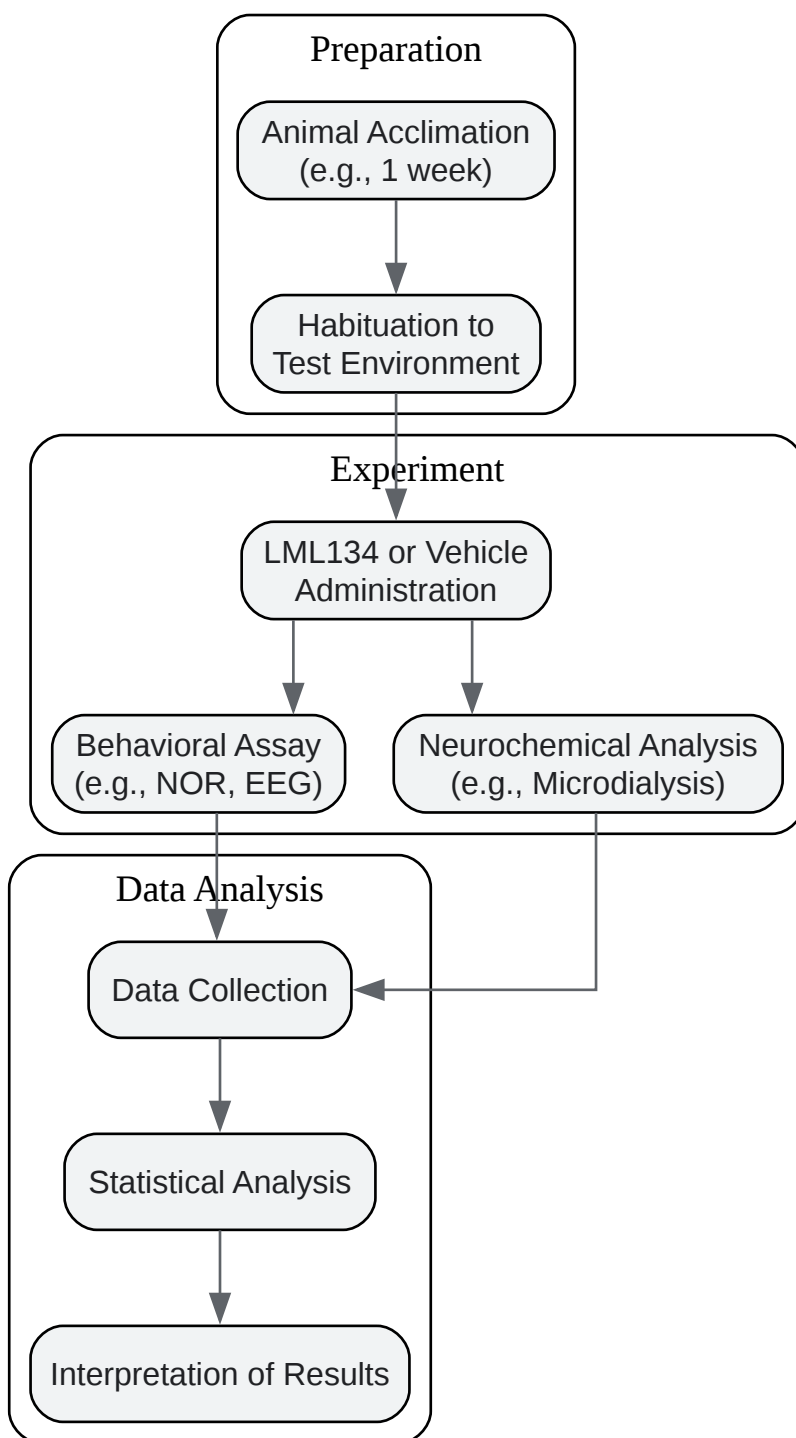 Preparation
Animal Acclimation
(e.g., 1 week)
Habituation to
Test Environment
Experiment
LML134 or Vehicle
Administration
Behavioral Assay
(e.g., NOR, EEG)
Neurochemical Analysis
(e.g., Microdialysis)
Data Analysis
Data Collection
Statistical Analysis
Interpretation of Results